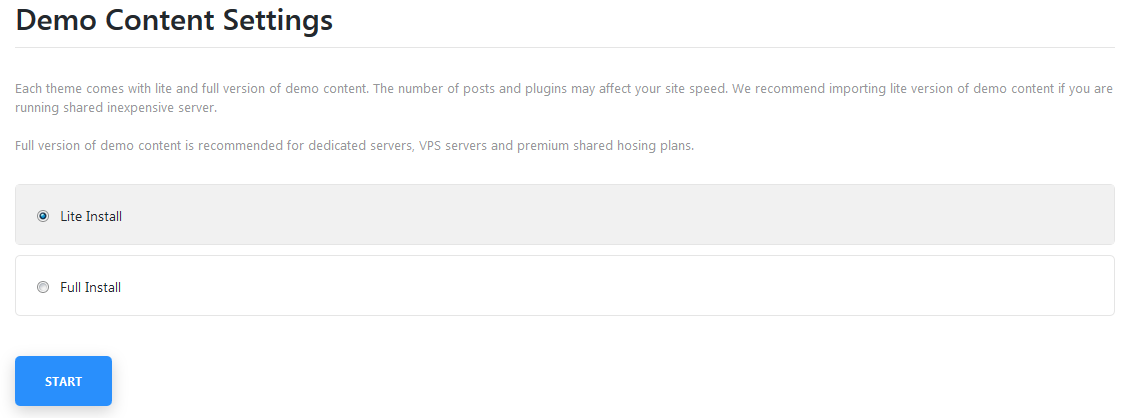 Demo Content Settings
Each theme comes with lite and full version of demo content. The number of posts and plugins may affect your site speed. We recommend importing lite version of demo content if you are
running shared inexpensive server.
Full version of demo content is recommended for dedicated servers, VPS servers and premium shared hosing plans.
Lite Install
Full Install
START